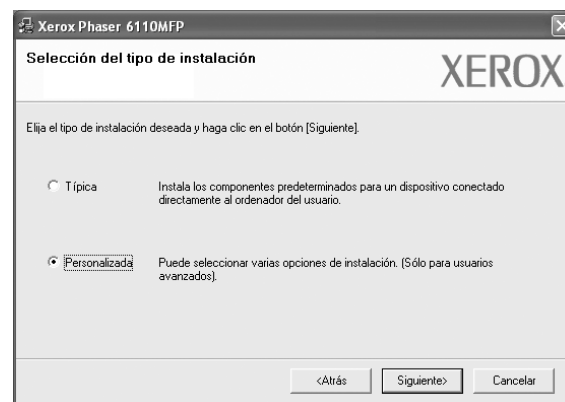 Xerox Phaser 6110MFP
Selección del tipo de instalación
XEROX
Elija el tipo de instalación deseada y haga clic en el botón [Siguiente].
Típica
Instala los componentes predeterminados para un dispositivo conectado
directamente al ordenador del usuario.
Personalizada
Puede seleccionar varias opciones de instalación. (Sólo para usuarios
avanzados).
<Atrás
Siguiente>
Cancelar